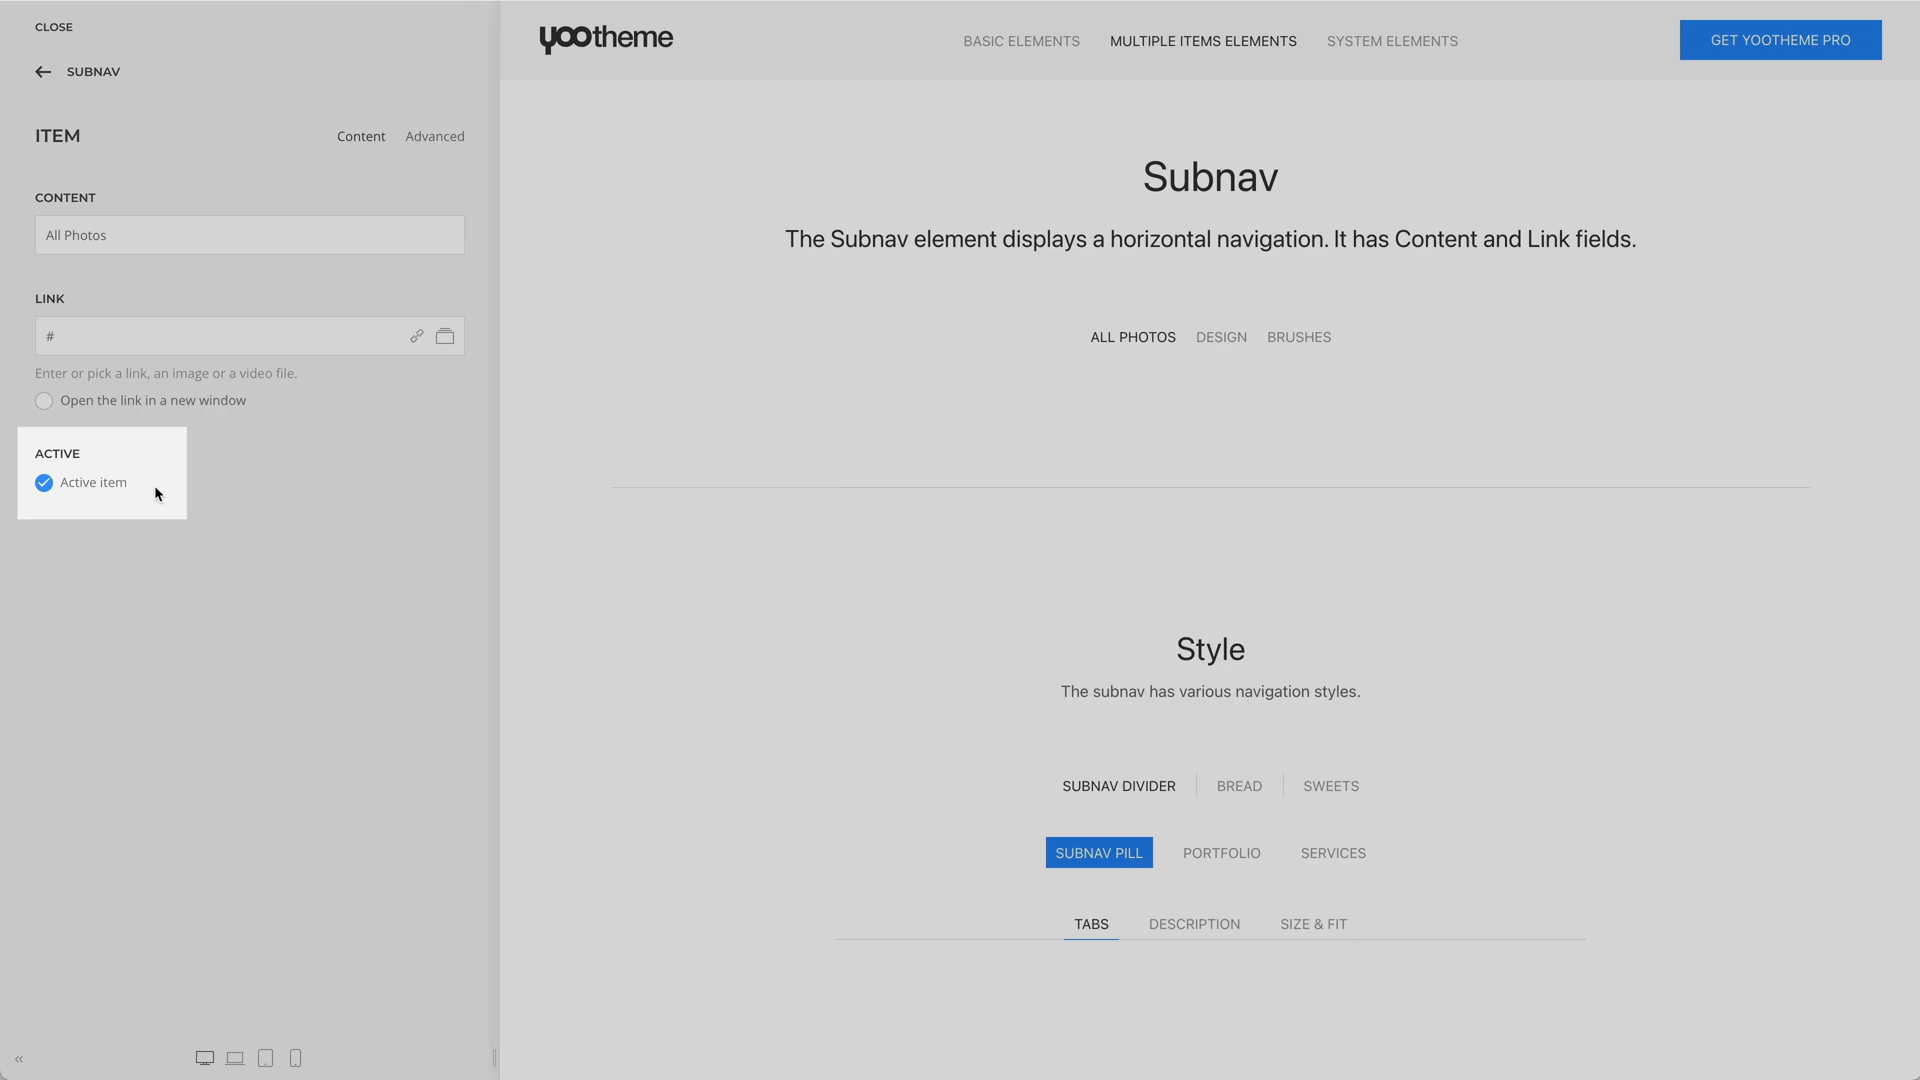 CLOSE
SUBNAV
ITEM
Content
Advanced
CONTENT
All Photos
LINK
#
Enter or pick a link, an image or a video file.
Open the link in a new window
ACTIVE
Active item
yootheme
BASIC ELEMENTS
MULTIPLE ITEMS ELEMENTS
SYSTEM ELEMENTS
GET YOOTHEME PRO
Subnav
The Subnav element displays a horizontal navigation. It has Content and Link fields.
ALL PHOTOS
DESIGN
BRUSHES
Style
The subnav has various navigation styles.
SUBNAV DIVIDER
BREAD
SWEETS
SUBNAV PILL
PORTFOLIO
SERVICES
TABS
DESCRIPTION
SIZE & FIT